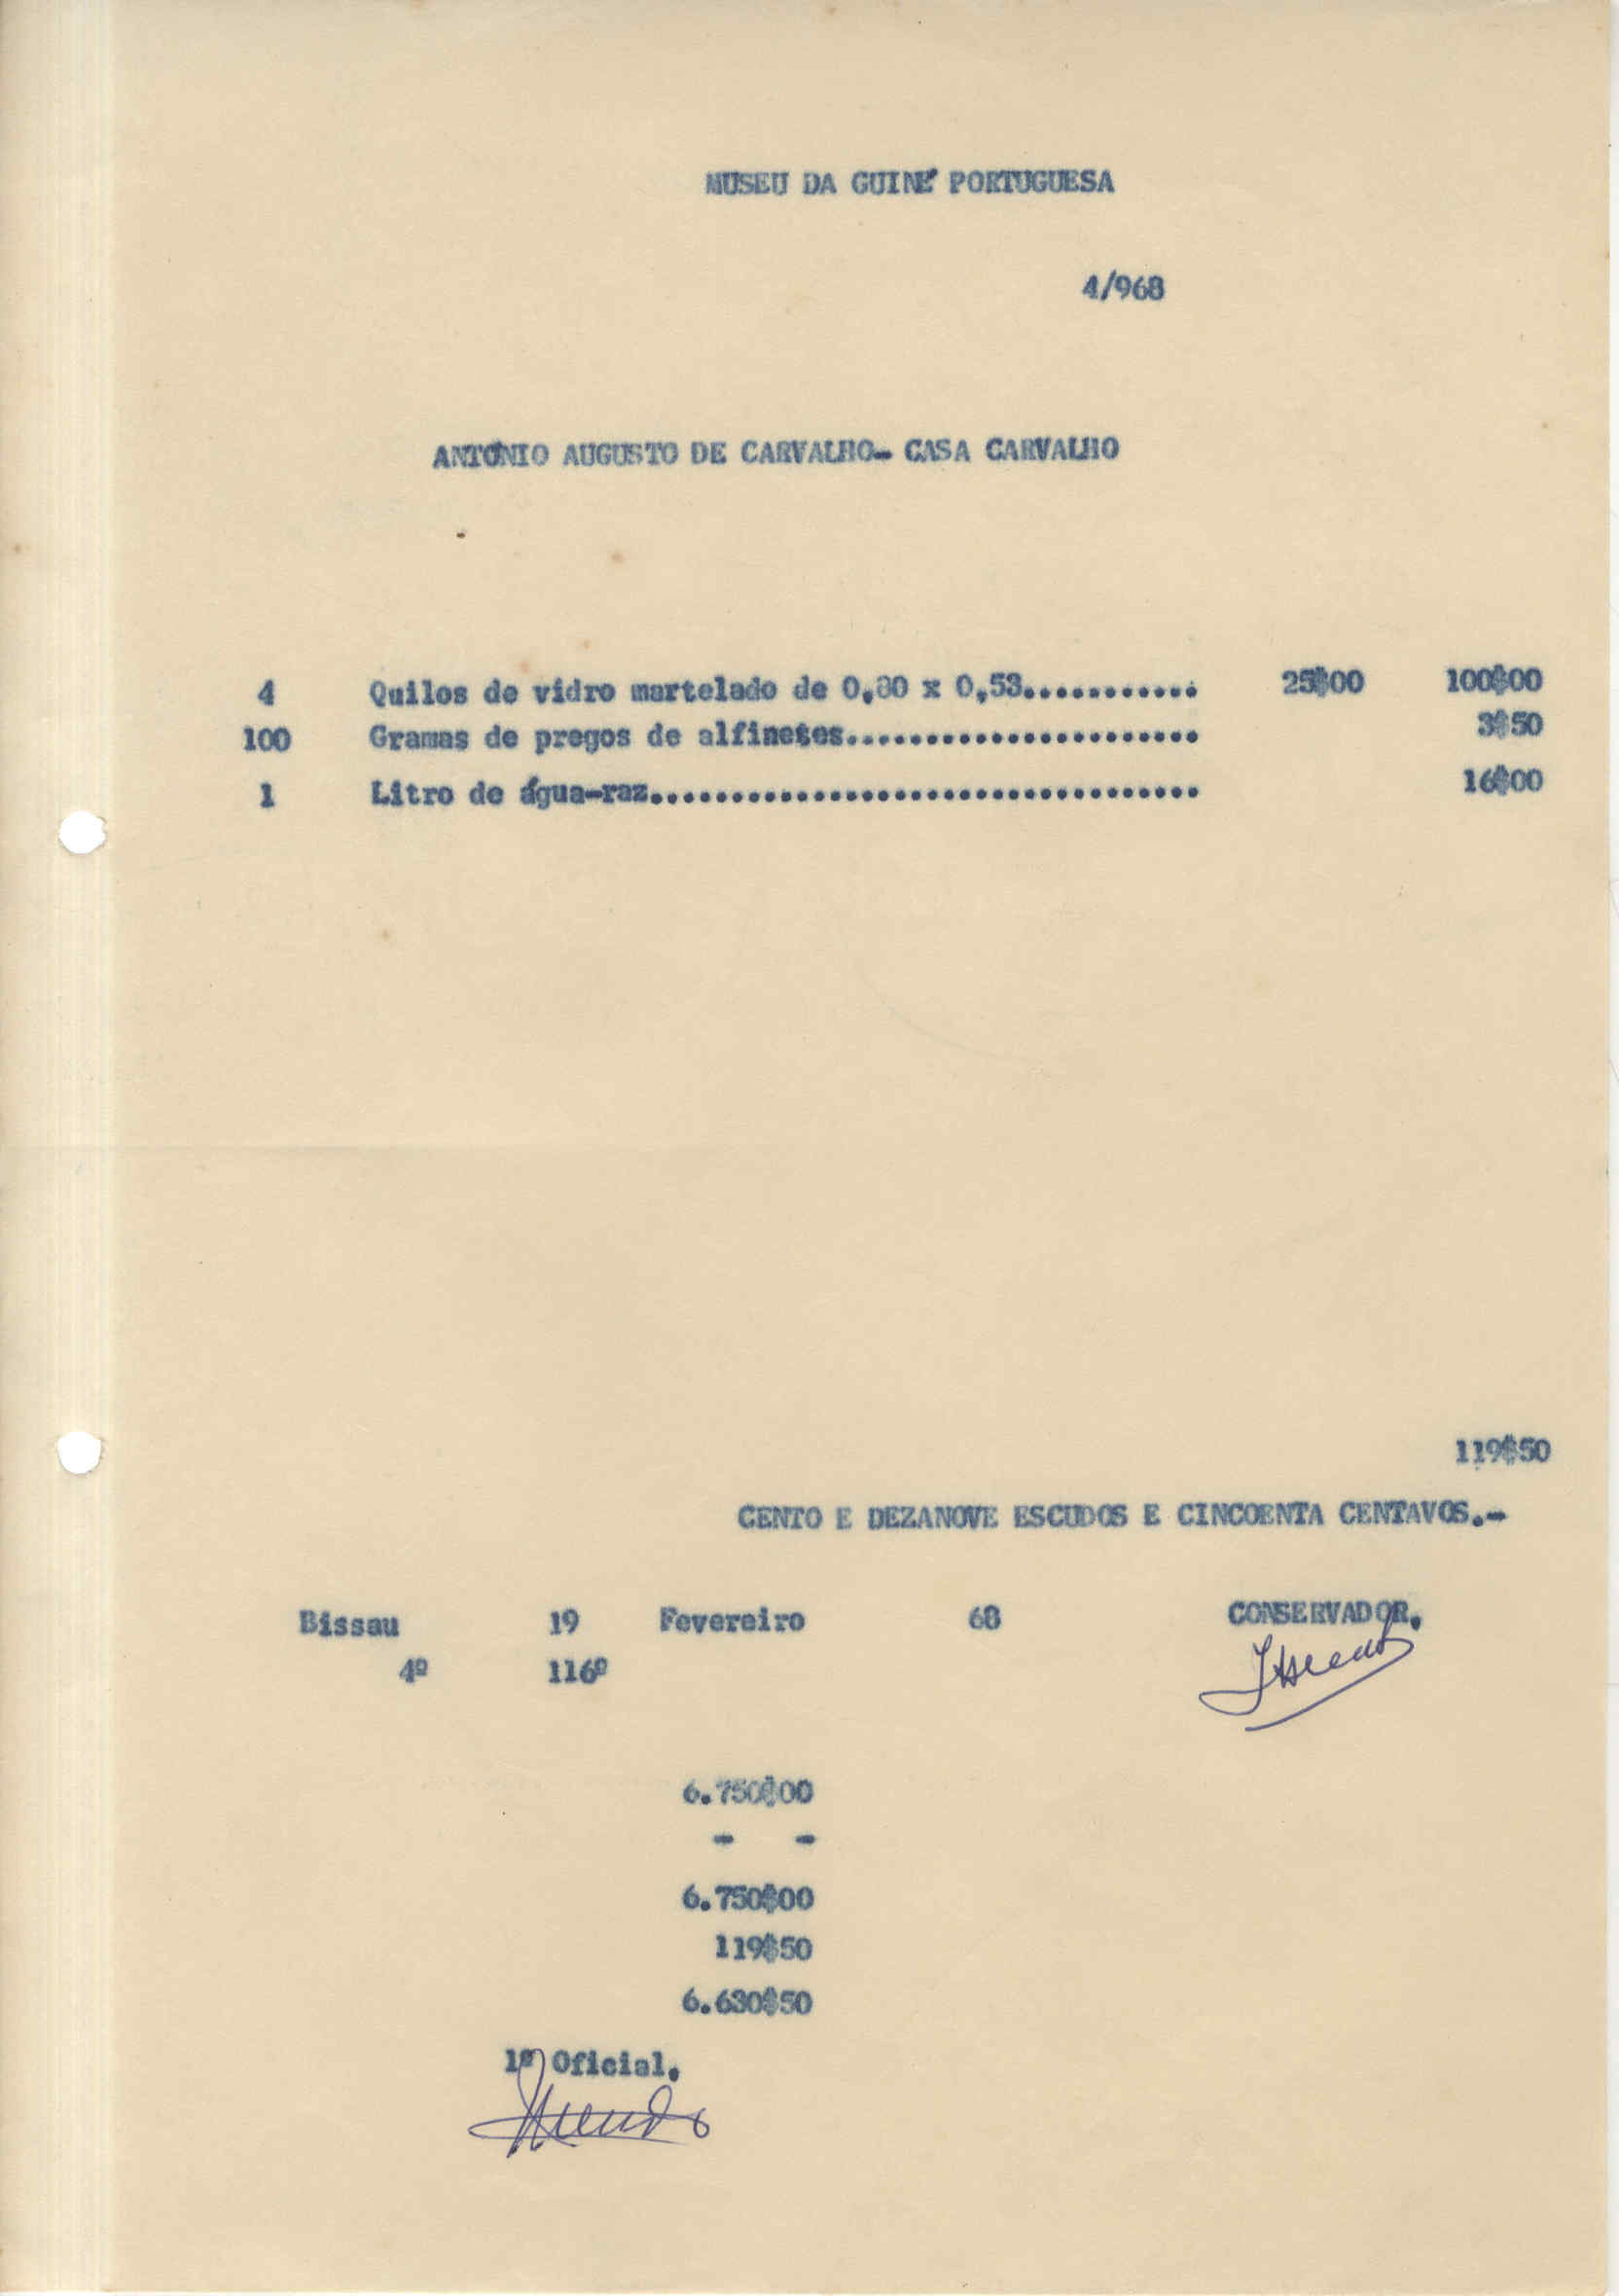 MUSEU DA GUINÉ PORTUGUESA
4/968
ANTÓNIO AUGUSTO DE CARVALHO- CASA CARVALHO
4 Quilos de vidro martelado de 0,80 x 0,53........... 25$00 100$00
100 Gramas de pregos de alfinetes...................... 3$50
1 Litro de água-raz.................................. 16$00
119$50
CENTO E DEZANOVE ESCUDOS E CINCOENTA CENTAVOS.-
Bissau 19 Fevereiro 68 CONSERVADOR.
4º 116º
6.750$00
- -
6.750$00
119$50
6.630$50
1º Oficial.